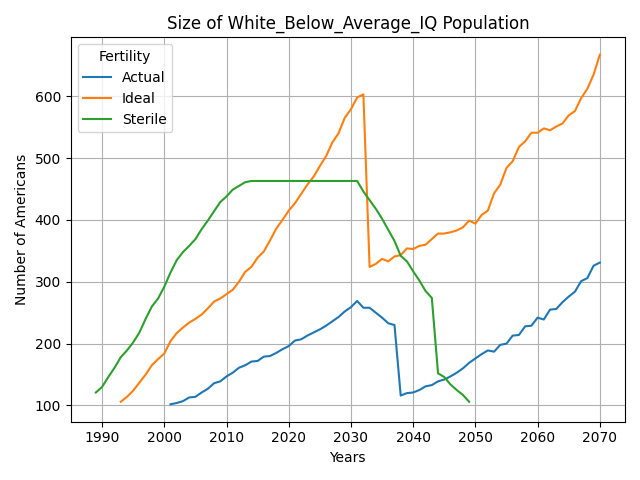 Size of White_Below_Average_IQ Population
Fertility
Actual
Ideal
Sterile
Number of Americans
600
500
400
300
200
100
1990 2000 2010 2020 2030 2040 2050 2060 2070
Years